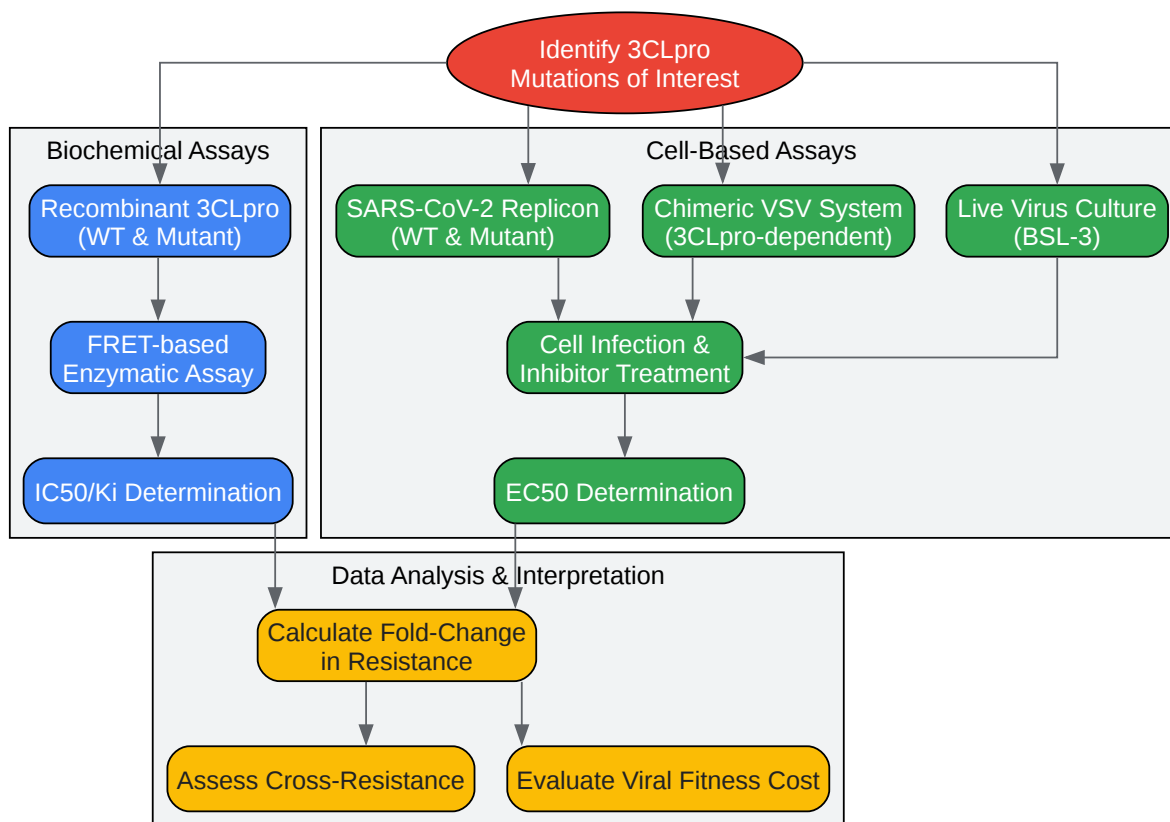 Identify 3CLpro
Mutations of Interest
Biochemical Assays
Cell-Based Assays
Recombinant 3CLpro
(WT & Mutant)
SARS-CoV-2 Replicon
(WT & Mutant)
Chimeric VSV System
(3CLpro-dependent)
Live Virus Culture
(BSL-3)
FRET-based
Enzymatic Assay
Cell Infection &
Inhibitor Treatment
IC50/Ki Determination
EC50 Determination
Data Analysis & Interpretation
Calculate Fold-Change
in Resistance
Assess Cross-Resistance
Evaluate Viral Fitness Cost